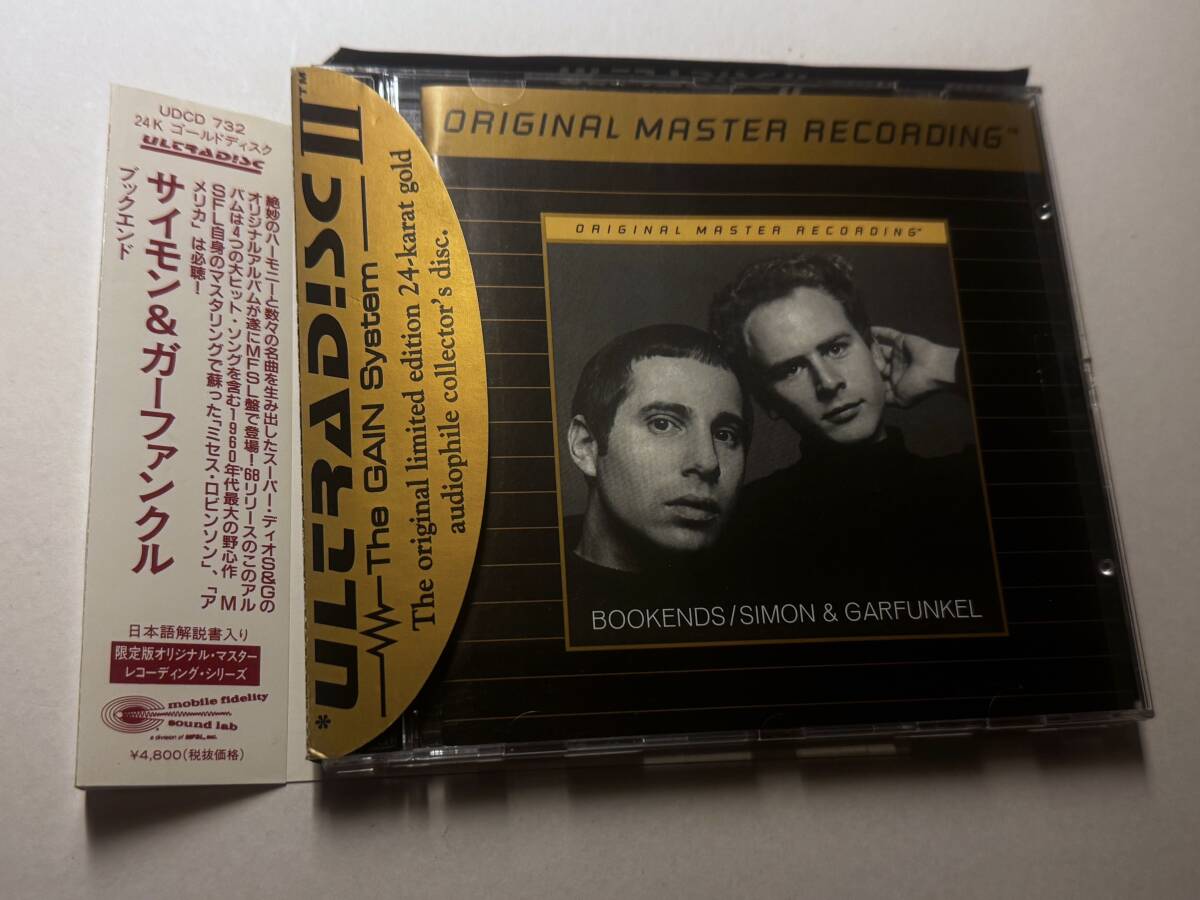 UDCD 732
24K ゴールドディスク
ULTRADISC
絶妙のハーモニーと数々の名曲を生み出したスーパー・ディオS&Gの
オリジナルアルバムが遂にMFSL盤で登場!'68リリースのこのアル
バムは4つの大ヒット・ソングを含む1960年代最大の野心作 M
SFL自身のマスタリングで蘇った「ミセス・ロビンソン」、「ア
メリカ」は必聴!
サイモン&ガーファンクル
ブックエンド
日本語解説書入り
限定版オリジナル・マスター
レコーディング・シリーズ
mobile fidelity
sound lab
a division of MFSL, inc.
¥4,800(税抜価格)
*ULTRADISC II™
The GAIN System
The original limited edition 24-karat gold
audiophile collector's disc.
ORIGINAL MASTER RECORDING™
ORIGINAL MASTER RECORDING™
BOOKENDS/SIMON & GARFUNKEL